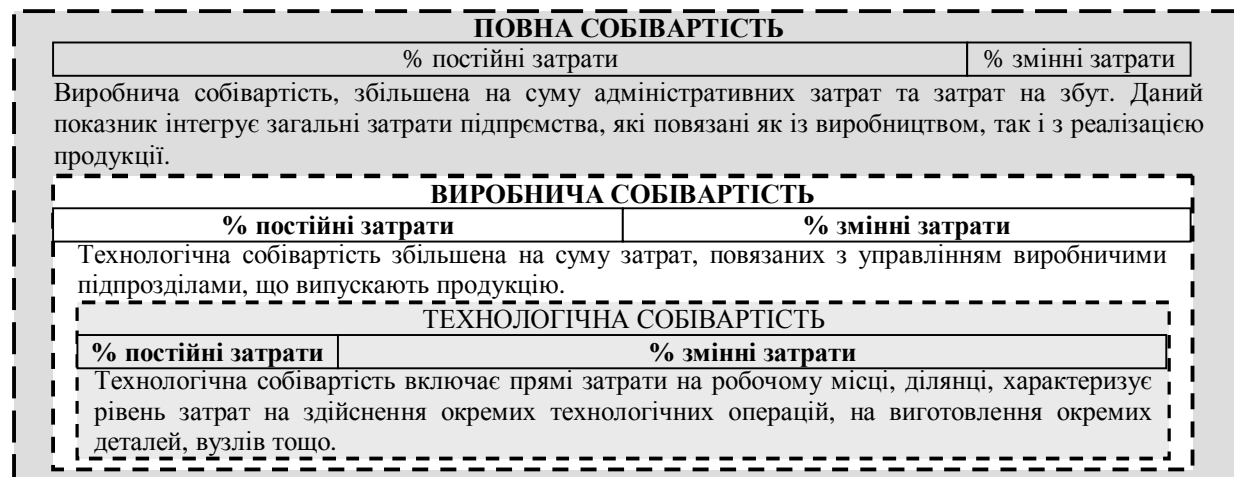 ПОВНА СОБІВАРТІСТЬ
% постійні затрати % змінні затрати
Виробнича собівартість, збільшена на суму адміністративних затрат та затрат на збут. Даний
показник інтегрує загальні затрати підпрємства, які повязані як із виробництвом, так і з реалізацією
продукції.
ВИРОБНИЧА СОБІВАРТІСТЬ
% постійні затрати % змінні затрати
Технологічна собівартість збільшена на суму затрат, повязаних з управлінням виробничими
підпрозділами, що випускають продукцію.
ТЕХНОЛОГІЧНА СОБІВАРТІСТЬ
% постійні затрати % змінні затрати
Технологічна собівартість включає прямі затрати на робочому місці, ділянці, характеризує
рівень затрат на здійснення окремих технологічних операцій, на виготовлення окремих
деталей, вузлів тощо.